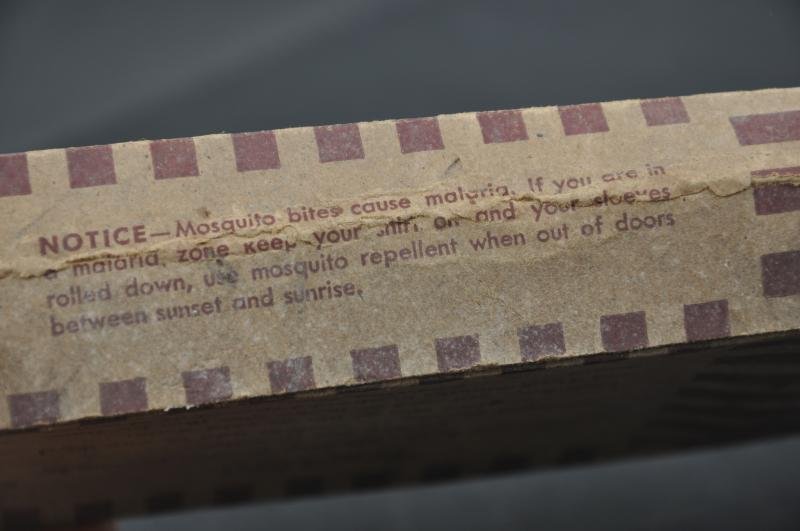 NOTICE—Mosquito bites cause malaria. If you are in
a malaria zone keep your shirt on and your sleeves
rolled down, use mosquito repellent when out of doors
between sunset and sunrise.